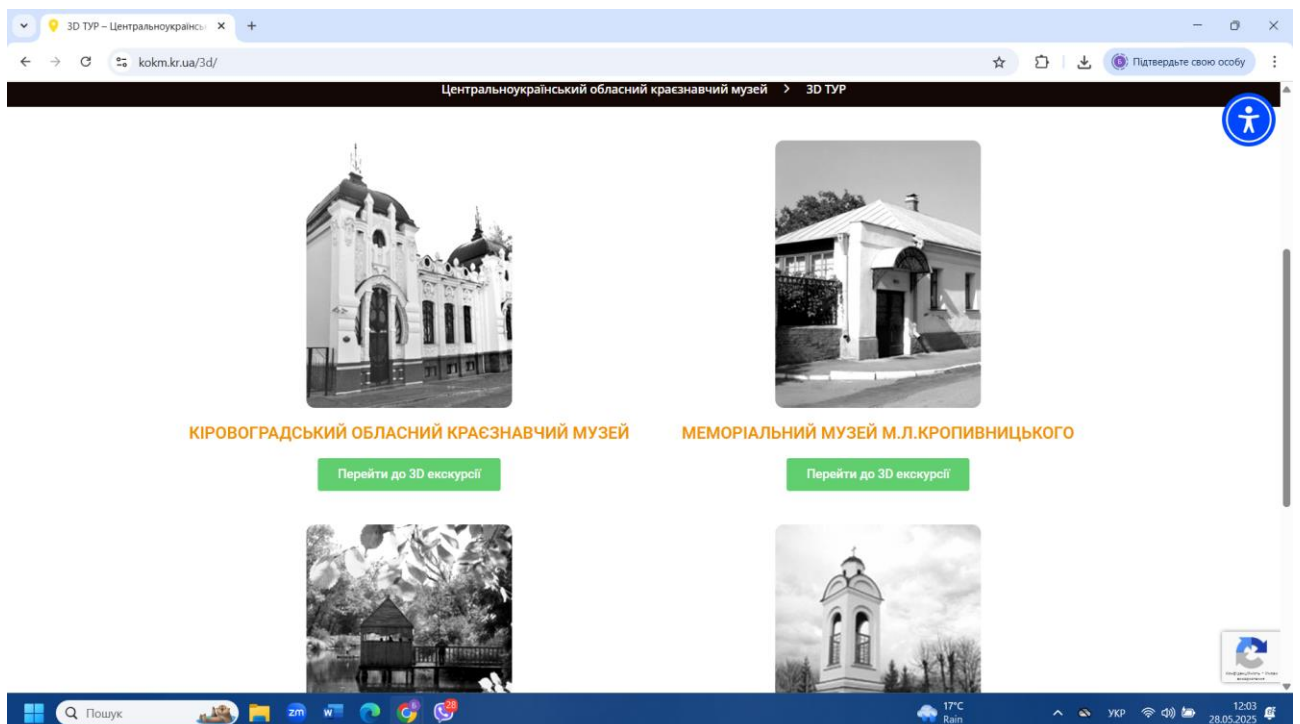 3D ТУР – Центральноукраїнсь
kokm.kr.ua/3d/
Підтвердьте свою особу
Центральноукраїнський обласний краєзнавчий музей > 3D ТУР
КІРОВОГРАДСЬКИЙ ОБЛАСНИЙ КРАЄЗНАВЧИЙ МУЗЕЙ
МЕМОРІАЛЬНИЙ МУЗЕЙ М.Л.КРОПИВНИЦЬКОГО
Перейти до 3D екскурсії
Перейти до 3D екскурсії
Пошук
zm
W
28
17°C
Rain
УКР
12:03
28.05.2025